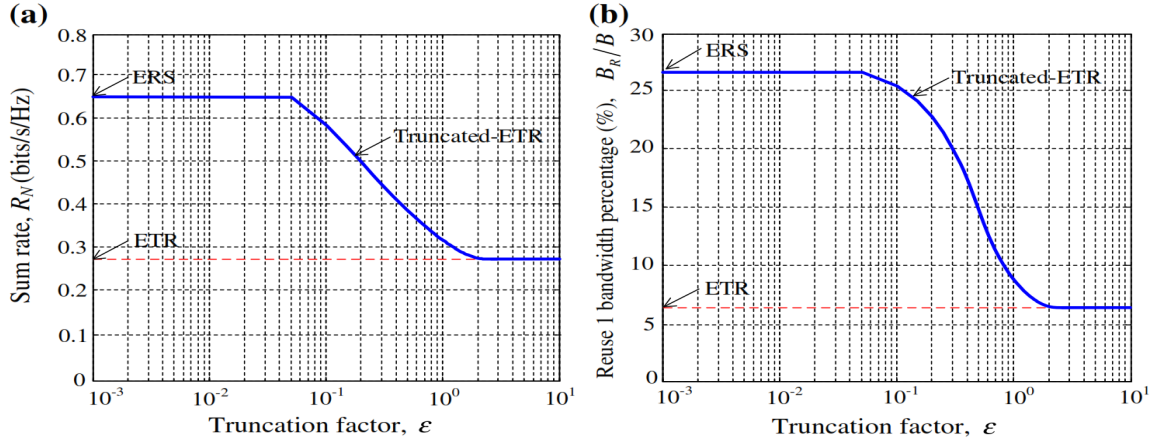 (a)
0.8
0.7
0.6
0.5
0.4
0.3
0.2
0.1
0
Sum rate, R_N (bits/s/Hz)
ERS
Truncated-ETR
ETR
10^-3
10^-2
10^-1
10^0
10^1
Truncation factor, ε
(b)
30
25
20
15
10
5
0
Reuse 1 bandwidth percentage (%), B_R/B
ERS
Truncated-ETR
ETR
10^-3
10^-2
10^-1
10^0
10^1
Truncation factor, ε